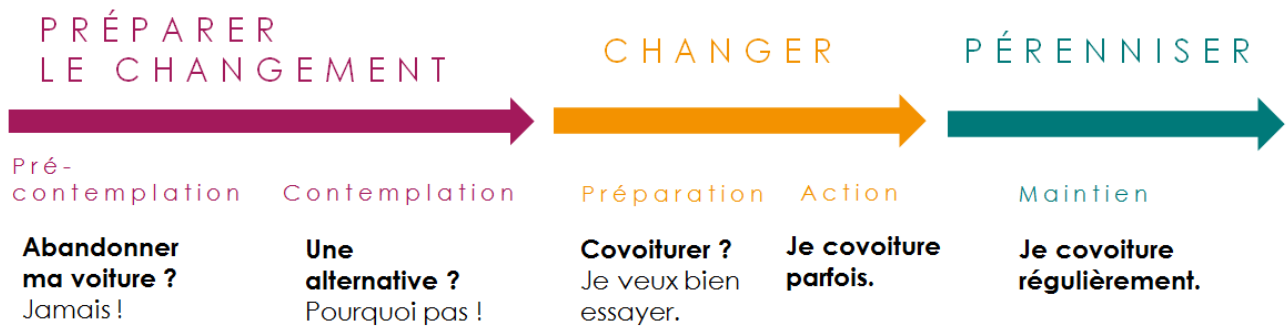 PRÉPARER
LE CHANGEMENT
CHANGER
PÉRENNISER
Pré-
contemplation
Contemplation
Préparation
Action
Maintien
Abandonner
ma voiture ?
Jamais !
Une
alternative ?
Pourquoi pas !
Covoiturer ?
Je veux bien
essayer.
Je covoiture
parfois.
Je covoiture
régulièrement.